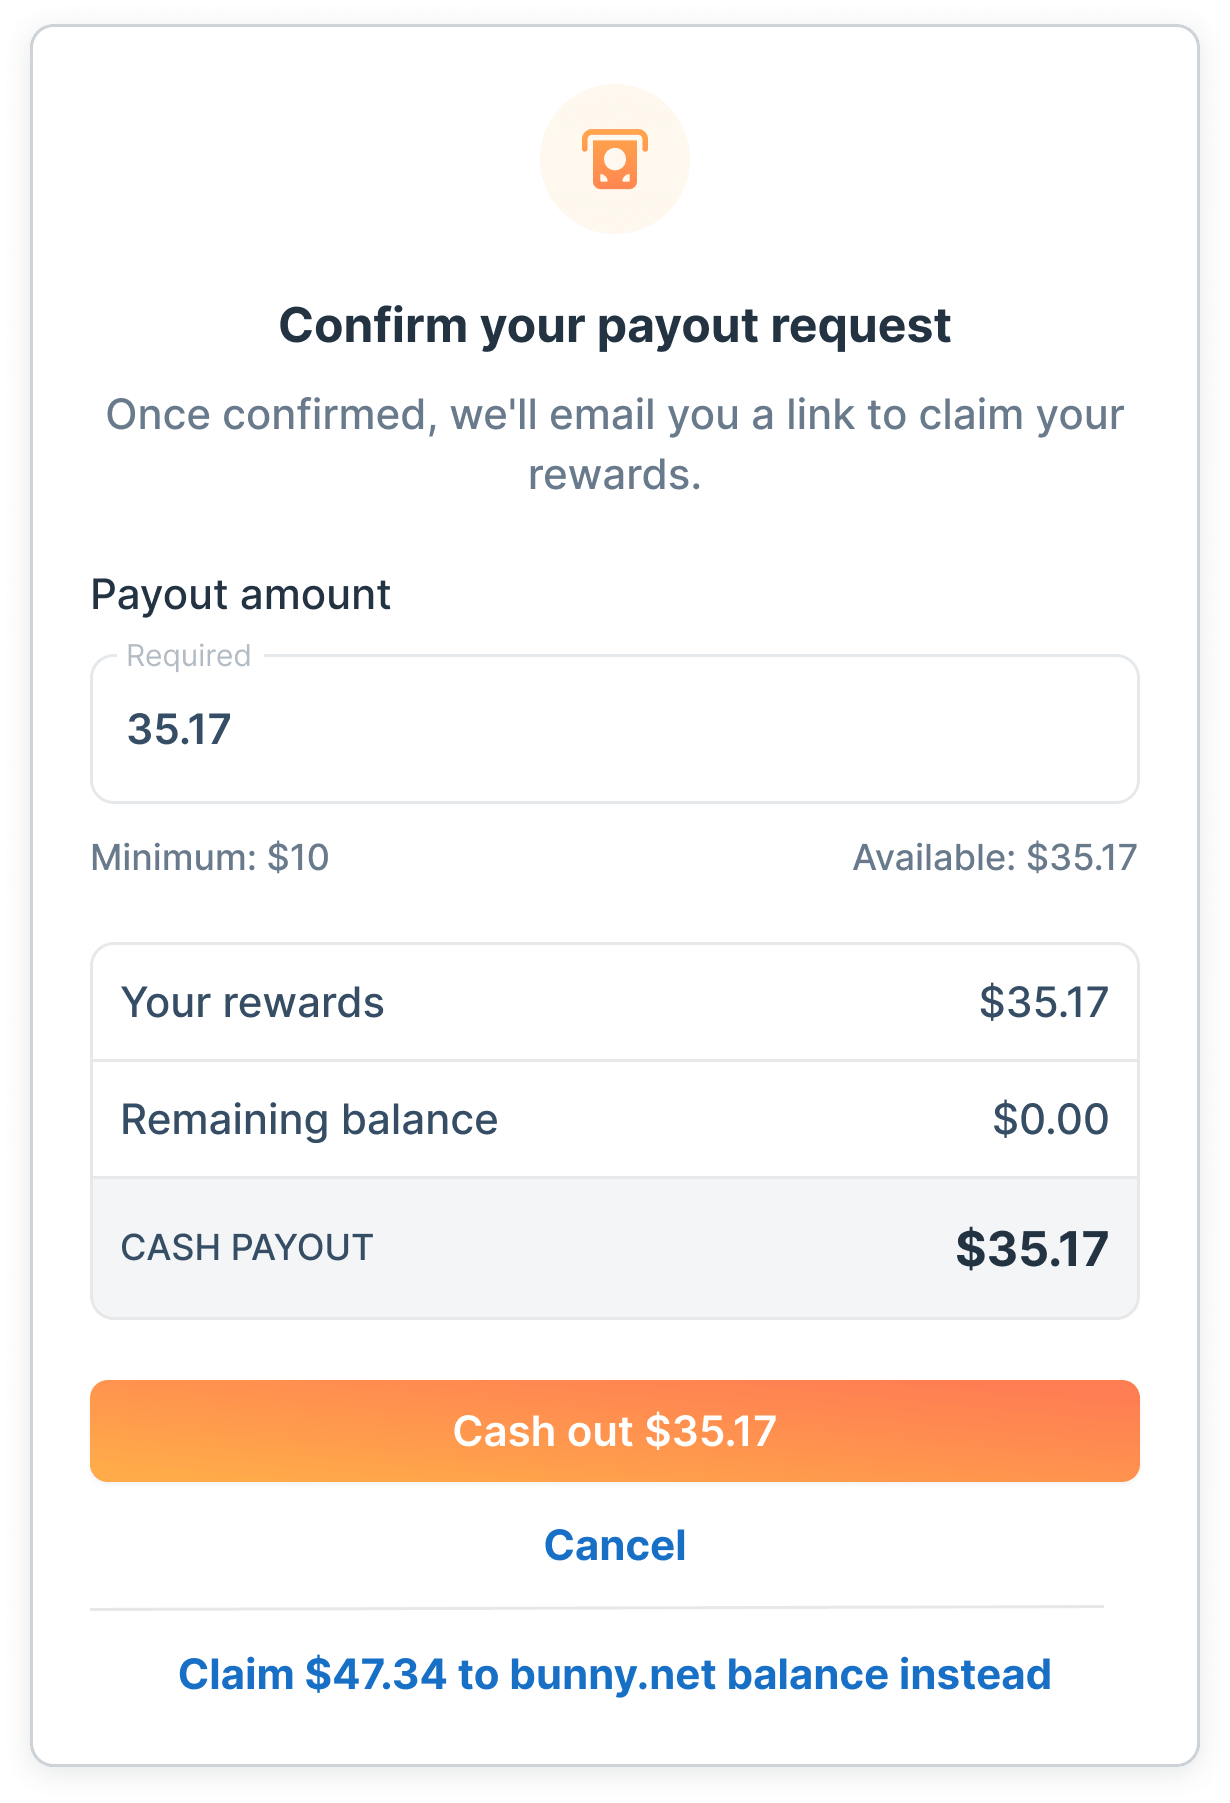 Confirm your payout request
Once confirmed, we'll email you a link to claim your
rewards.
Payout amount
Required
35.17
Minimum: $10 Available: $35.17
Your rewards $35.17
Remaining balance $0.00
CASH PAYOUT $35.17
Cash out $35.17
Cancel
Claim $47.34 to bunny.net balance instead